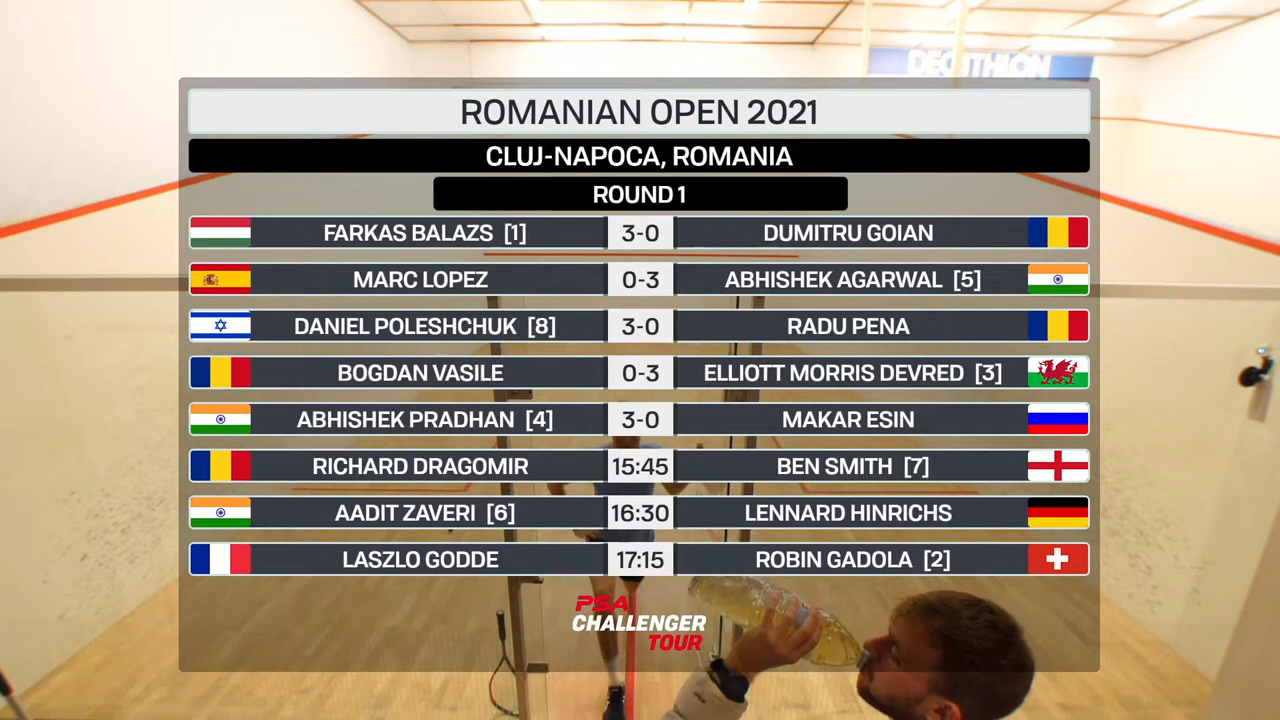 DECATHLON
ROMANIAN OPEN 2021
CLUJ-NAPOCA, ROMANIA
ROUND 1
FARKAS BALAZS [1] 3-0 DUMITRU GOIAN
MARC LOPEZ 0-3 ABHISHEK AGARWAL [5]
DANIEL POLESHCHUK [8] 3-0 RADU PENA
BOGDAN VASILE 0-3 ELLIOTT MORRIS DEVRED [3]
ABHISHEK PRADHAN [4] 3-0 MAKAR ESIN
RICHARD DRAGOMIR 15:45 BEN SMITH [7]
AADIT ZAVERI [6] 16:30 LENNARD HINRICHS
LASZLO GODDE 17:15 ROBIN GADOLA [2]
PSA
CHALLENGER
TOUR